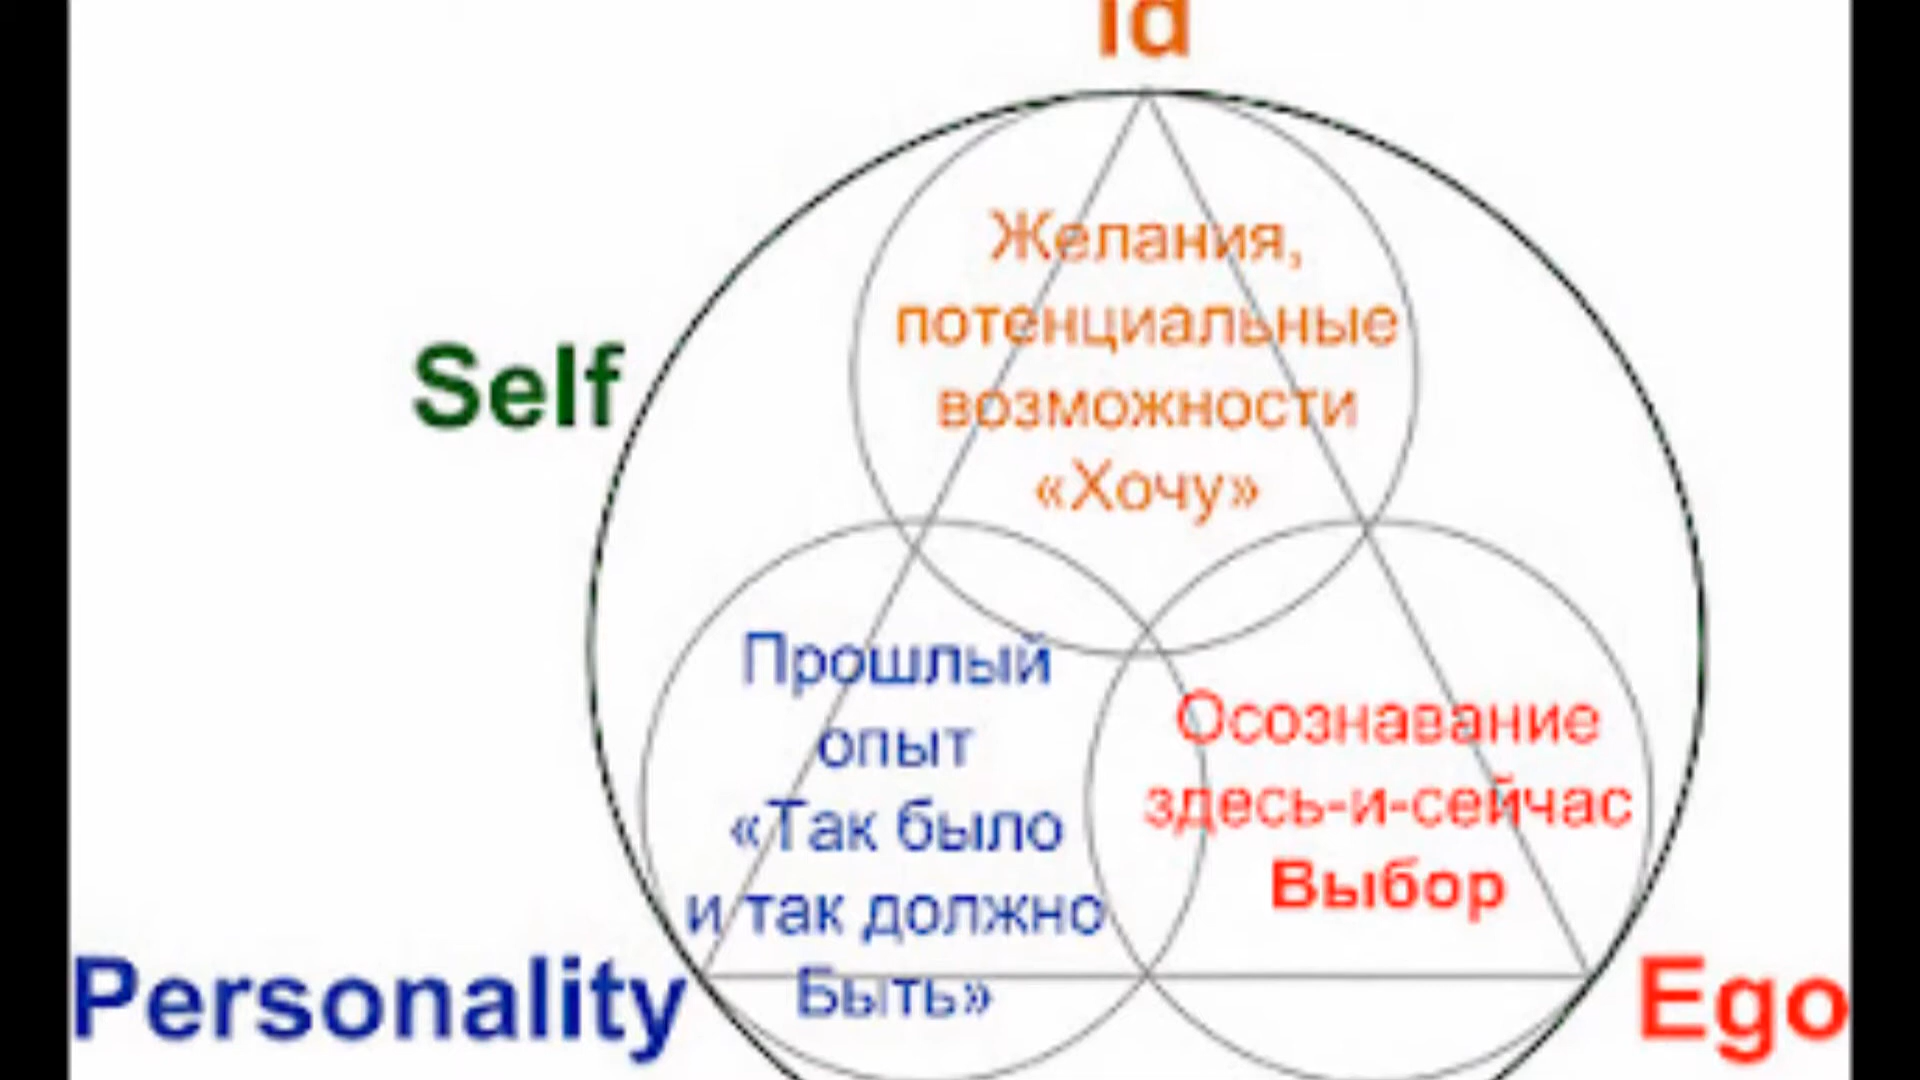 Id
Желания,
потенциальные
возможности
«Хочу»
Self
Прошлый
опыт
«Так было
и так должно
Быть»
Осознавание
здесь-и-сейчас
Выбор
Personality
Ego